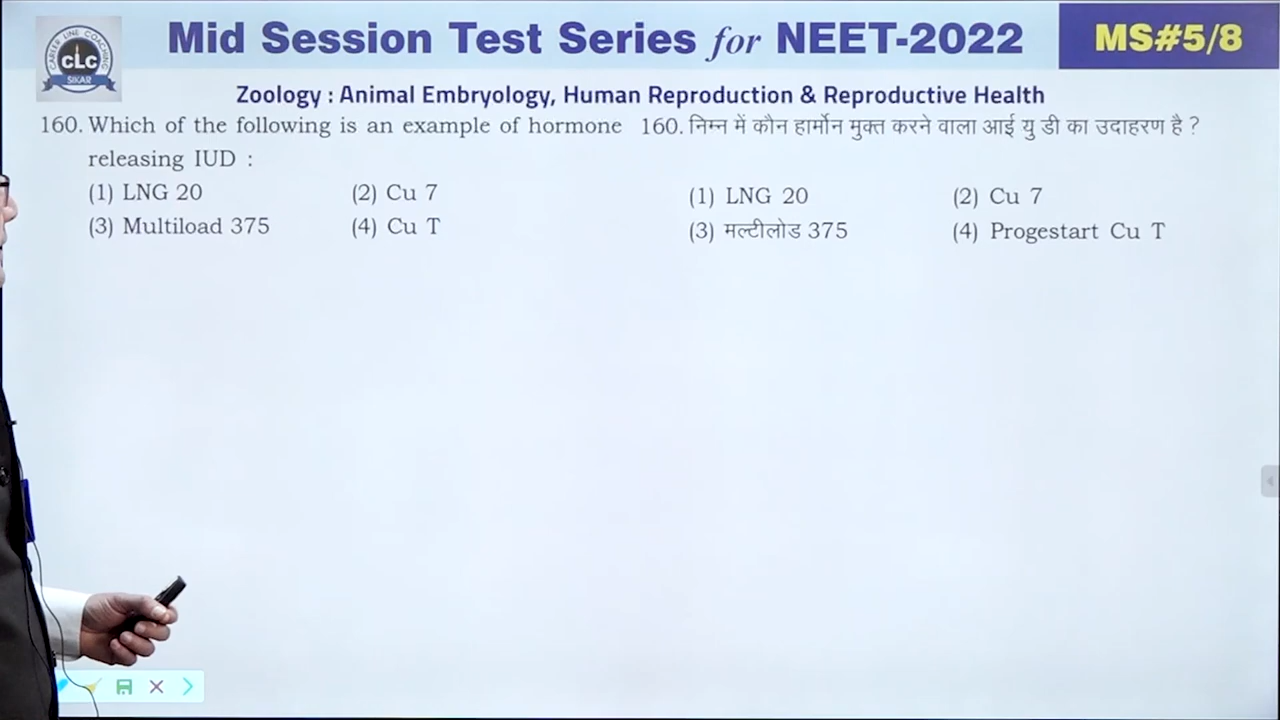 Mid Session Test Series for NEET-2022
MS#5/8
CAREER LINE COACHING
CLC
SIKAR
Zoology : Animal Embryology, Human Reproduction & Reproductive Health
160. Which of the following is an example of hormone
releasing IUD :
(1) LNG 20 (2) Cu 7
(3) Multiload 375 (4) Cu T
160. निम्न में कौन हार्मोन मुक्त करने वाला आई यु डी का उदाहरण है ?
(1) LNG 20 (2) Cu 7
(3) मल्टीलोड 375 (4) Progestart Cu T